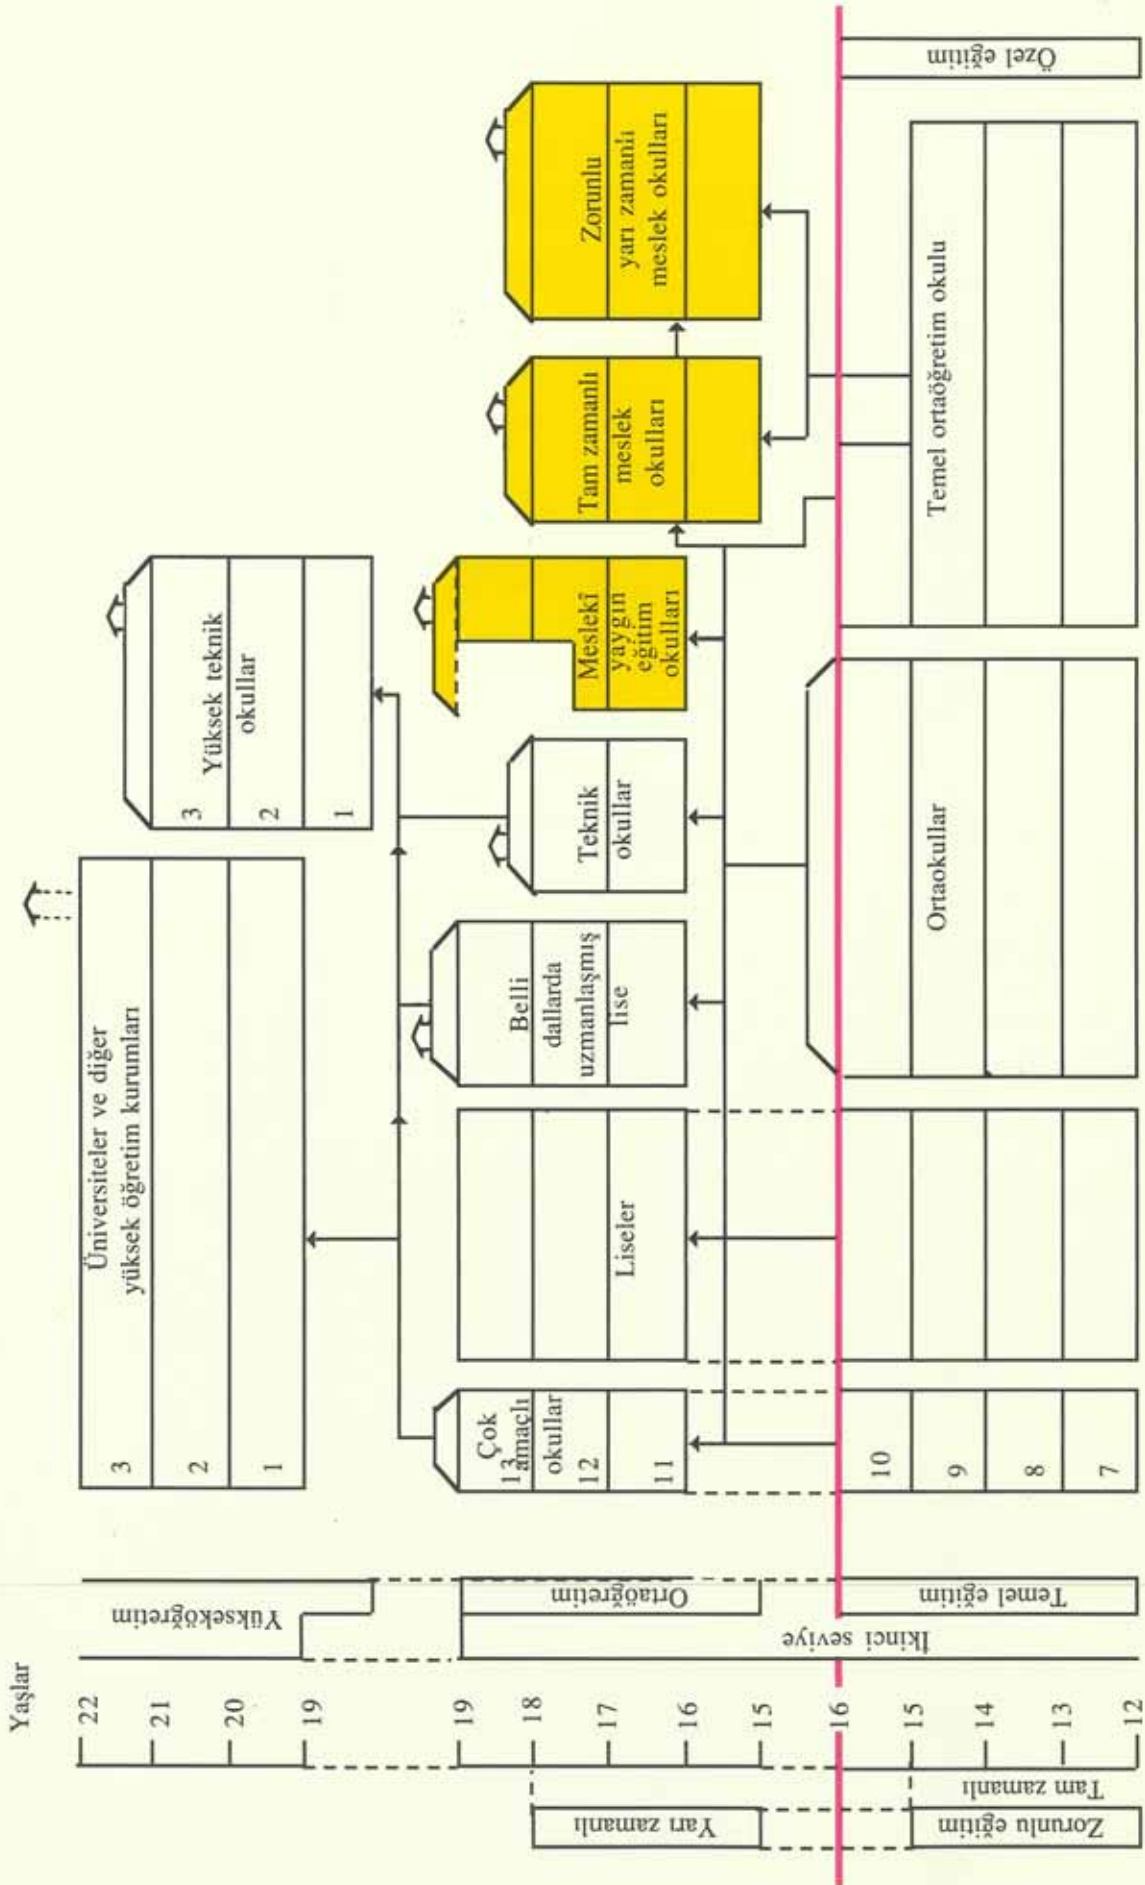 Yaşlar
22
21
20
19
19
18
17
16
15
16
15
14
13
12
Yarı zamanlı
Zorunlu eğitim
Tam zamanlı
Yükseköğretim
Ortaöğretim
İkinci seviye
Temel eğitim
Üniversiteler ve diğer
yüksek öğretim kurumları
3
2
1
Yüksek teknik
okullar
3
2
1
Çok
amaçlı
okullar
13
12
11
Liseler
Belli
dallarda
uzmanlaşmış
lise
Teknik
okullar
Meslekî
yaygın
eğitim
okulları
Tam zamanlı
meslek
okulları
Zorunlu
yarı zamanlı
meslek okulları
10
9
8
7
Ortaokullar
Temel ortaöğretim okulu
Özel eğitim